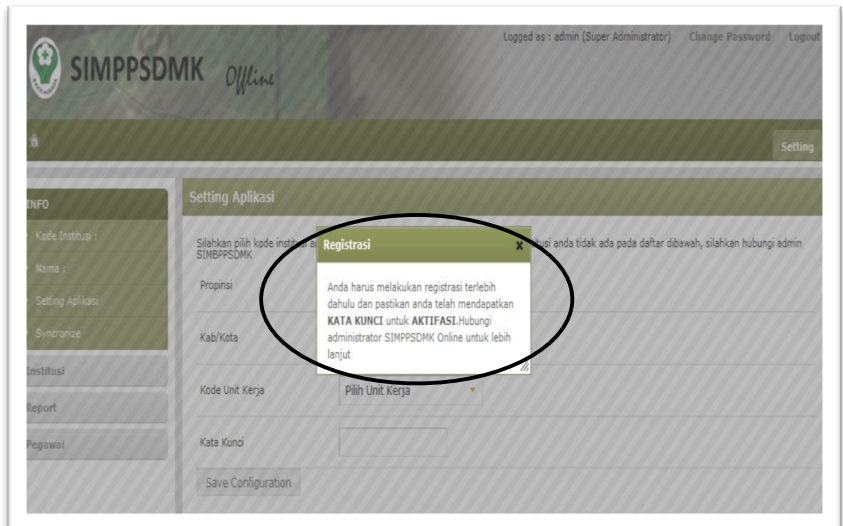 Logged as : admin (Super Administrator) Change Password Logout
SIMPPSDMK Offline
Setting
INFO
Kode Institusi :
Nama :
Setting Aplikasi
Syncronize
Institusi
Report
Pegawai
Setting Aplikasi
Silahkan pilih kode institusi anda tidak ada pada daftar dibawah, silahkan hubungi admin
SIMBPPSDMK
Propinsi
Kab/Kota
Kode Unit Kerja Pilih Unit Kerja
Kata Kunci
Save Configuration
Registrasi x
Anda harus melakukan registrasi terlebih
dahulu dan pastikan anda telah mendapatkan
KATA KUNCI untuk AKTIFASI.Hubungi
administrator SIMPPSDMK Online untuk lebih
lanjut